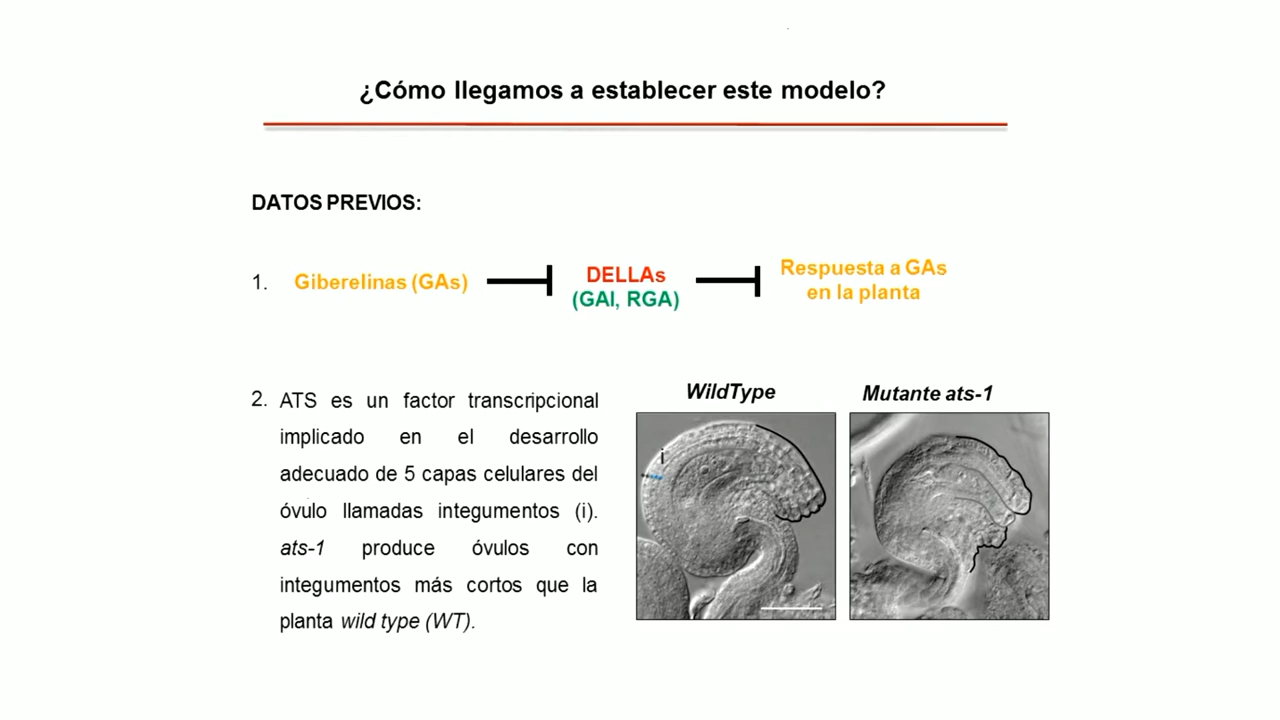 ¿Cómo llegamos a establecer este modelo?
DATOS PREVIOS:
1. Giberelinas (GAs) DELLAs (GAI, RGA) Respuesta a GAs en la planta
2. ATS es un factor transcripcional
implicado en el desarrollo
adecuado de 5 capas celulares del
óvulo llamadas integumentos (i).
ats-1 produce óvulos con
integumentos más cortos que la
planta wild type (WT).
WildType
Mutante ats-1
i